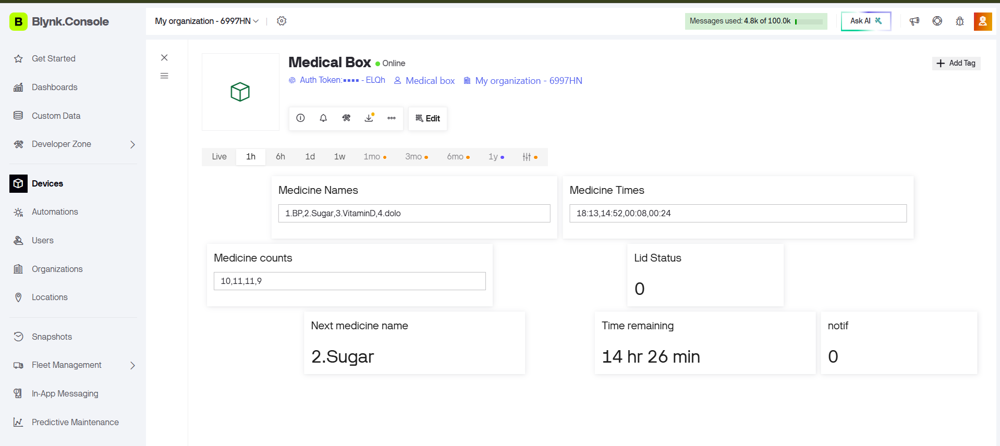 B Blynk.Console
My organization - 6997HN
Messages used: 4.8k of 100.0k
Ask AI
Get Started
Dashboards
Custom Data
Developer Zone
Devices
Automations
Users
Organizations
Locations
Snapshots
Fleet Management
In-App Messaging
Predictive Maintenance
Medical Box Online
Add Tag
Auth Token:▪▪▪▪ - ELQh Medical box My organization - 6997HN
Edit
Live 1h 6h 1d 1w 1mo 3mo 6mo 1y
Medicine Names
1.BP,2.Sugar,3.VitaminD,4.dolo
Medicine Times
18:13,14:52,00:08,00:24
Medicine counts
10,11,11,9
Lid Status
0
Next medicine name
2.Sugar
Time remaining
14 hr 26 min
notif
0